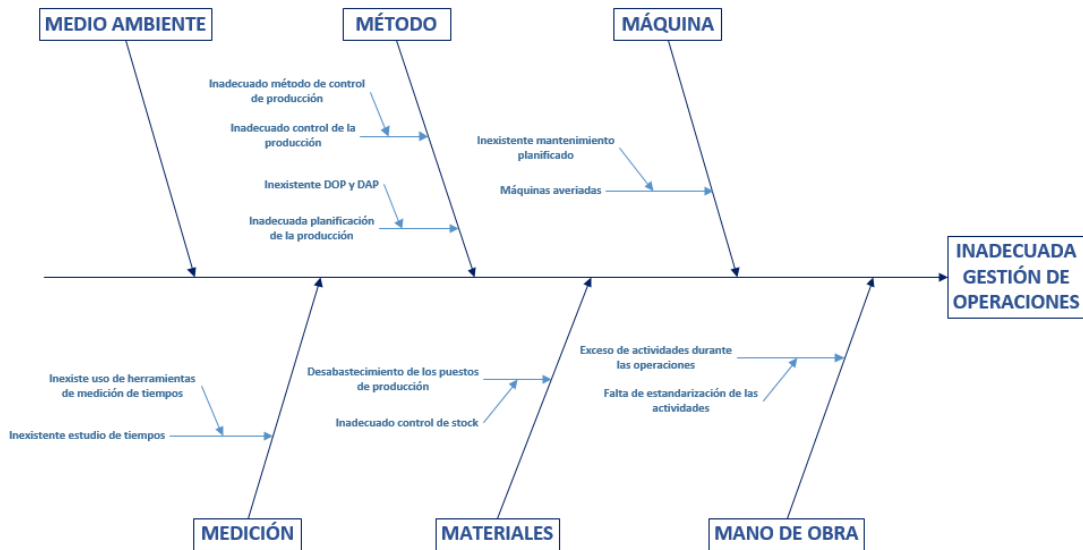 MEDIO AMBIENTE
MÉTODO
MÁQUINA
Inadecuado método de control
de producción
Inadecuado control de la
producción
Inexistente DOP y DAP
Inadecuada planificación
de la producción
Inexistente mantenimiento
planificado
Máquinas averiadas
INADECUADA
GESTIÓN DE
OPERACIONES
Inexiste uso de herramientas
de medición de tiempos
Inexistente estudio de tiempos
Desabastecimiento de los puestos
de producción
Inadecuado control de stock
Exceso de actividades durante
las operaciones
Falta de estandarización de las
actividades
MEDICIÓN
MATERIALES
MANO DE OBRA